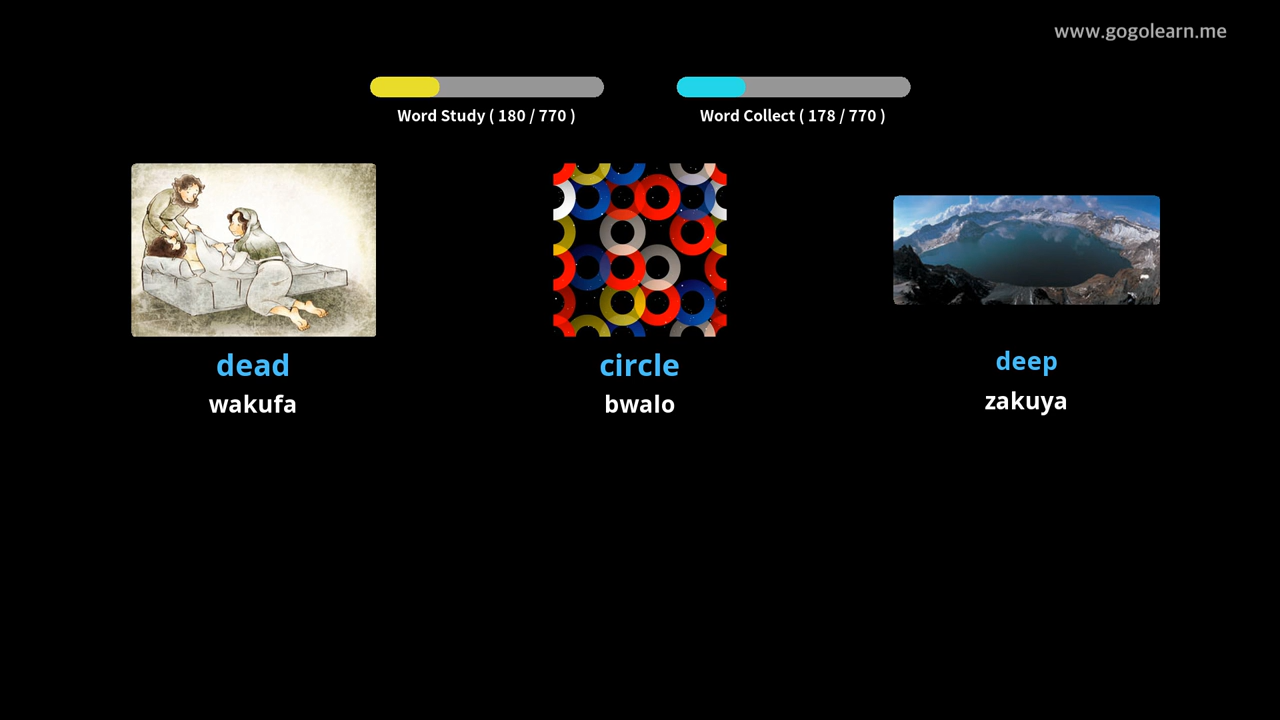 www.gogolearn.me
Word Study ( 180 / 770 )
Word Collect ( 178 / 770 )
dead
wakufa
circle
bwalo
deep
zakuya